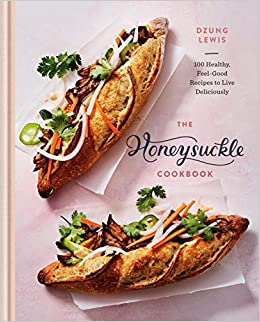 DZUNG
LEWIS
100 Healthy,
Feel-Good
Recipes to Live
Deliciously
THE
Honeysuckle
COOKBOOK